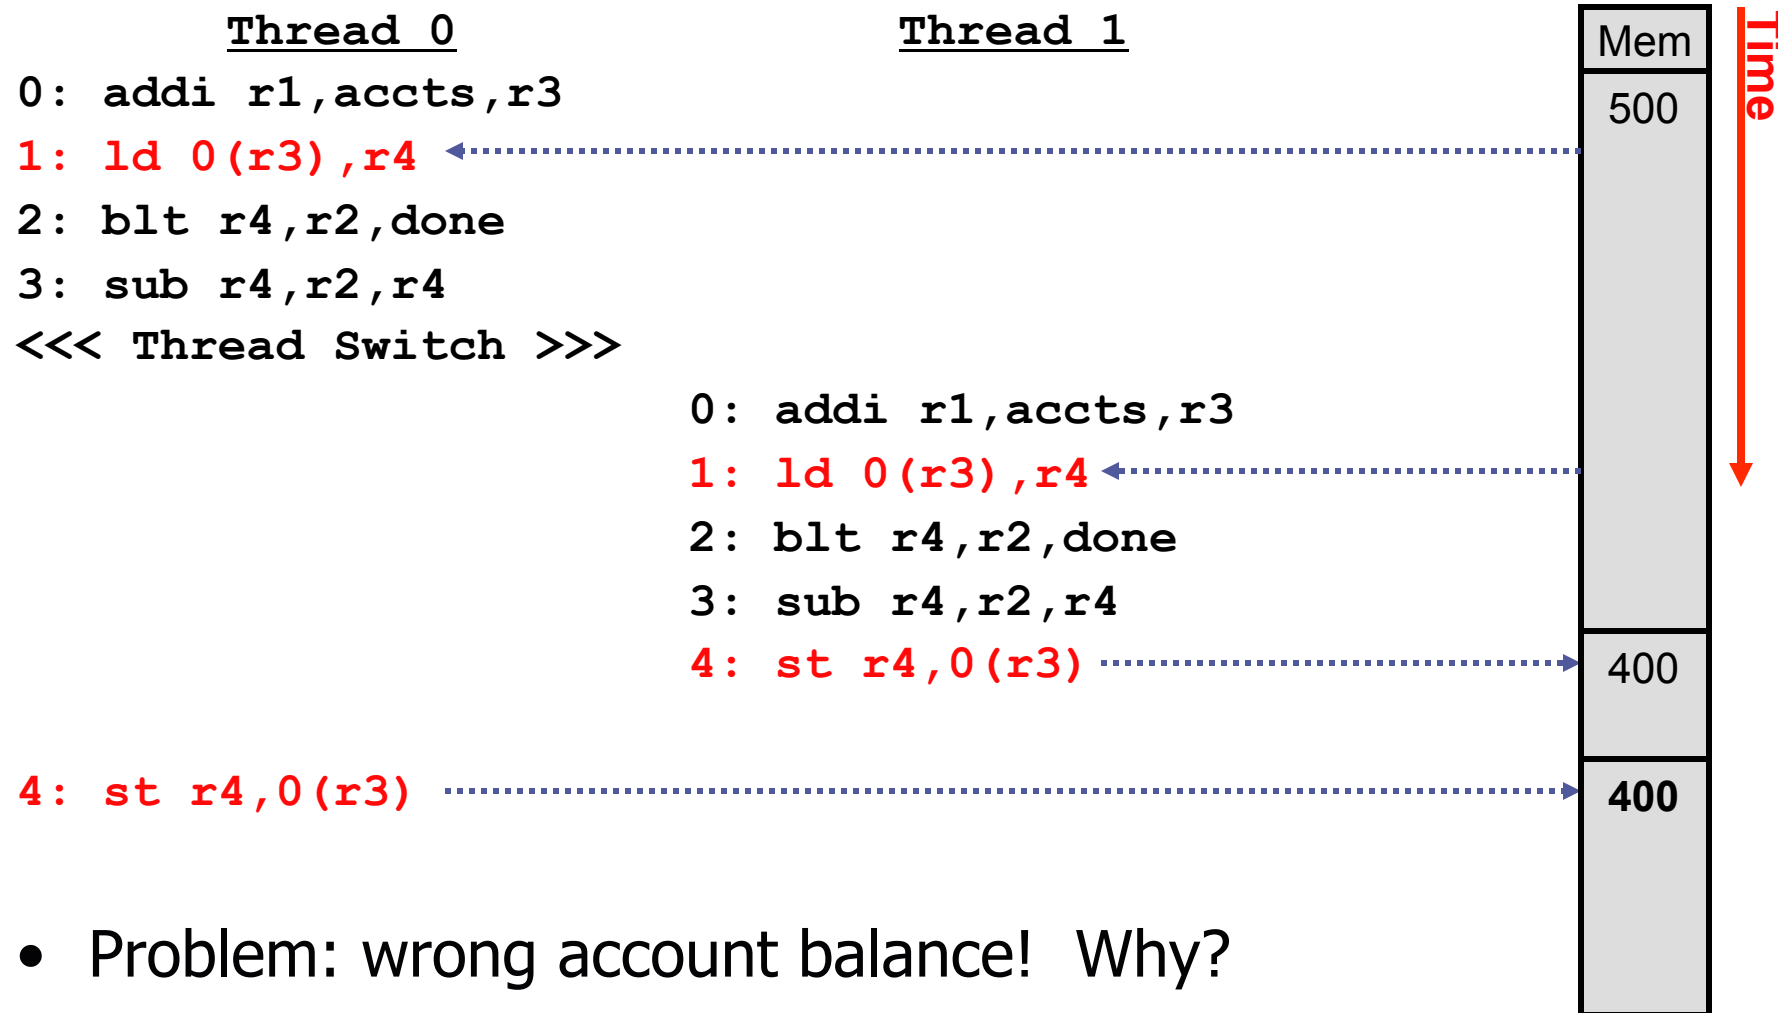 Thread 0
Thread 1
Mem
Time
0: addi r1,accts,r3
500
1: ld 0(r3),r4
2: blt r4,r2,done
3: sub r4,r2,r4
<<< Thread Switch >>>
0: addi r1,accts,r3
1: ld 0(r3),r4
2: blt r4,r2,done
3: sub r4,r2,r4
4: st r4,0(r3)
400
4: st r4,0(r3)
400
• Problem: wrong account balance! Why?